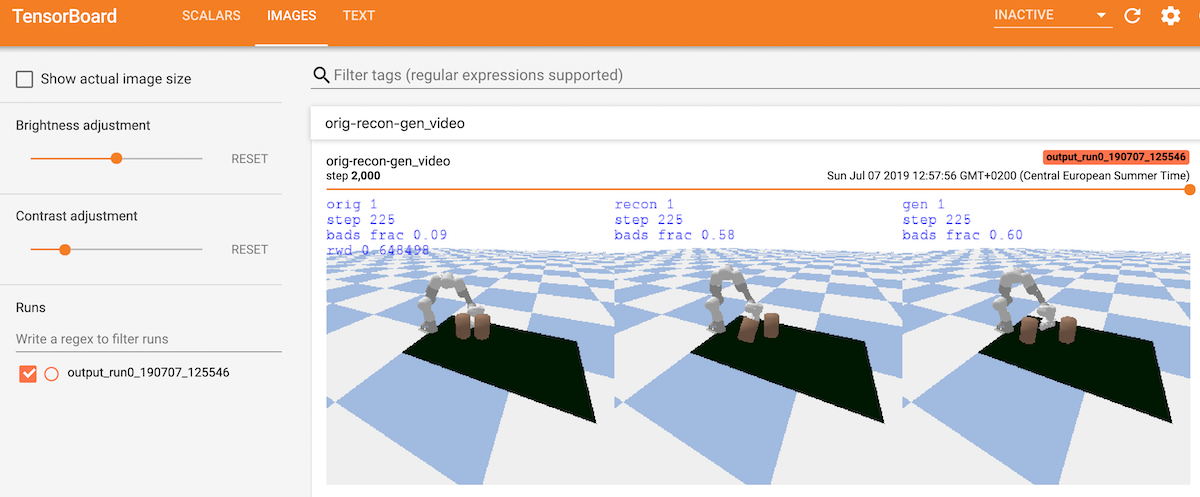 TensorBoard SCALARS IMAGES TEXT INACTIVE
Show actual image size
Filter tags (regular expressions supported)
Brightness adjustment
RESET
Contrast adjustment
RESET
Runs
Write a regex to filter runs
output_run0_190707_125546
orig-recon-gen_video
orig-recon-gen_video
output_run0_190707_125546
step 2,000
Sun Jul 07 2019 12:57:56 GMT+0200 (Central European Summer Time)
orig 1
step 225
bads frac 0.09
rwd 0.648498
recon 1
step 225
bads frac 0.58
gen 1
step 225
bads frac 0.60